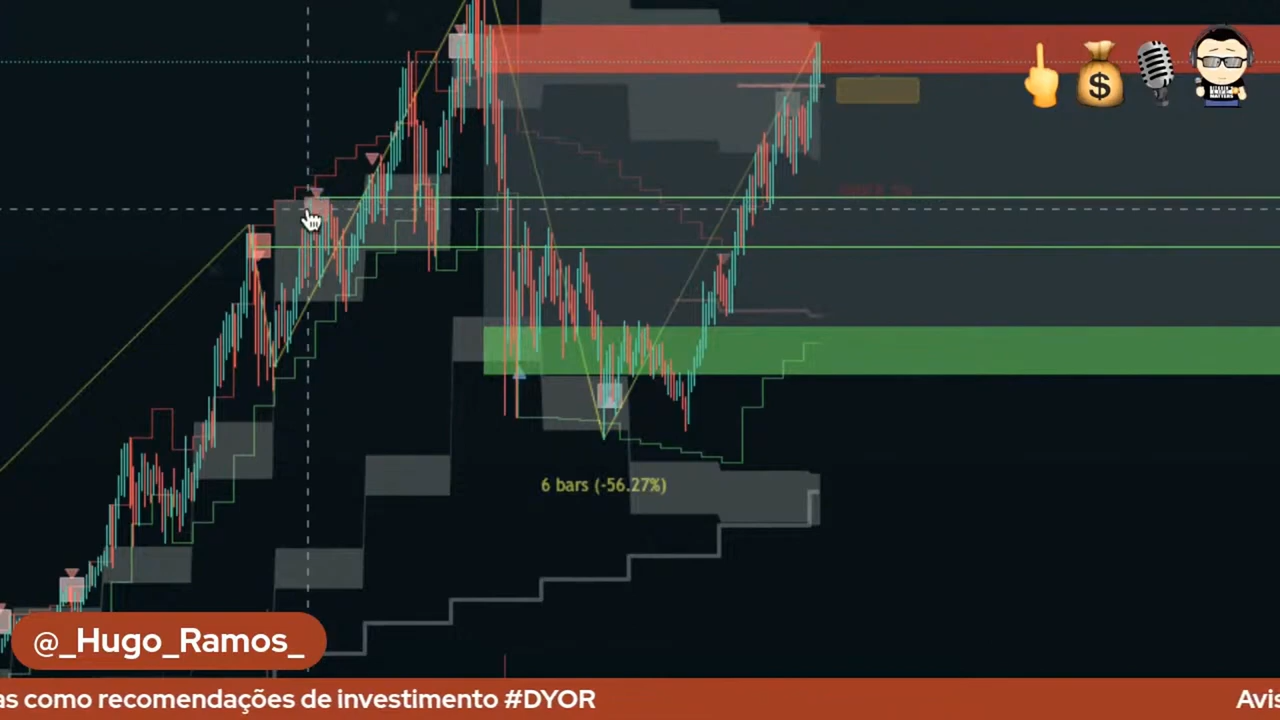 6 bars (-56.27%)
@_Hugo_Ramos_
as como recomendações de investimento #DYOR
Avis